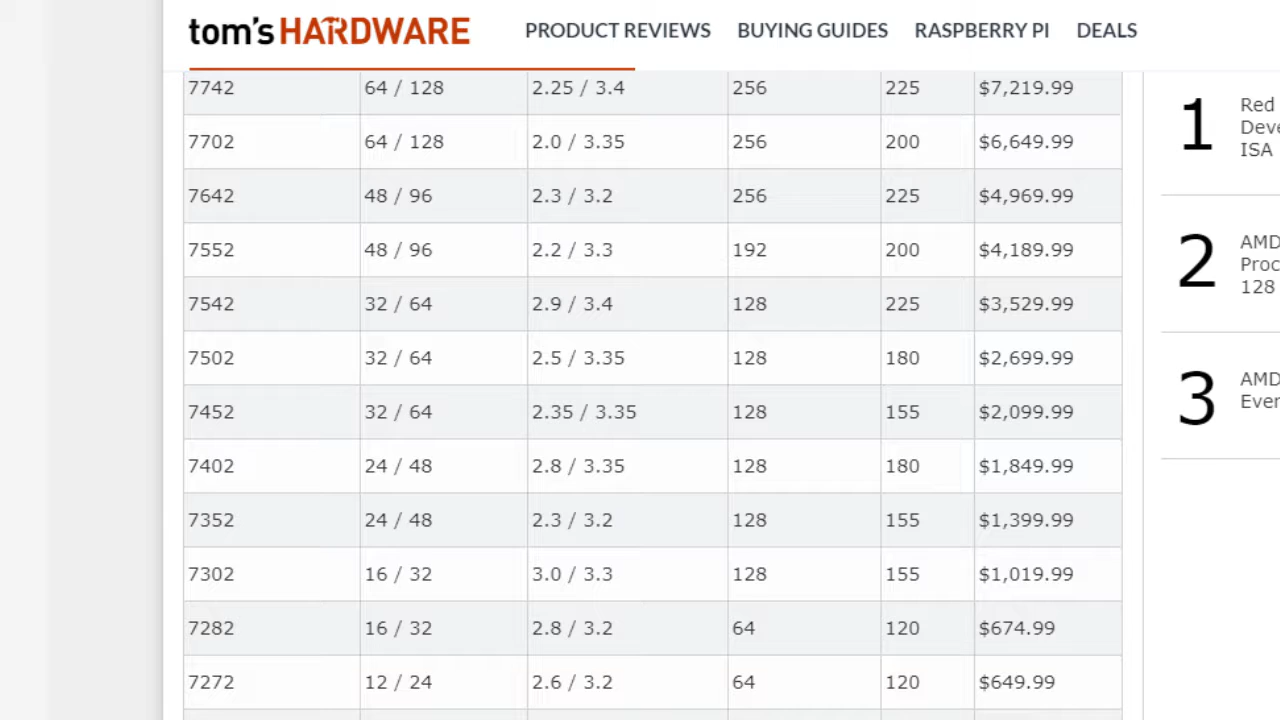 tom's HARDWARE PRODUCT REVIEWS BUYING GUIDES RASPBERRY PI DEALS
7742 64 / 128 2.25 / 3.4 256 225 $7,219.99
7702 64 / 128 2.0 / 3.35 256 200 $6,649.99
7642 48 / 96 2.3 / 3.2 256 225 $4,969.99
7552 48 / 96 2.2 / 3.3 192 200 $4,189.99
7542 32 / 64 2.9 / 3.4 128 225 $3,529.99
7502 32 / 64 2.5 / 3.35 128 180 $2,699.99
7452 32 / 64 2.35 / 3.35 128 155 $2,099.99
7402 24 / 48 2.8 / 3.35 128 180 $1,849.99
7352 24 / 48 2.3 / 3.2 128 155 $1,399.99
7302 16 / 32 3.0 / 3.3 128 155 $1,019.99
7282 16 / 32 2.8 / 3.2 64 120 $674.99
7272 12 / 24 2.6 / 3.2 64 120 $649.99
1 Red
Deve
ISA
2 AMD
Proc
128
3 AMD
Ever